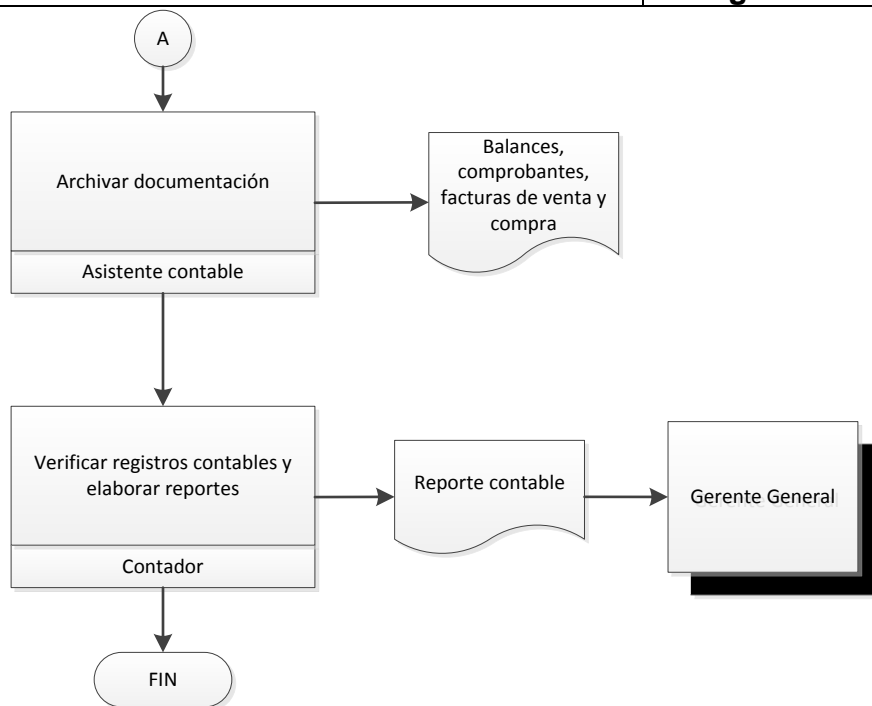 A
Archivar documentación
Asistente contable
Balances,
comprobantes,
facturas de venta y
compra
Verificar registros contables y
elaborar reportes
Contador
Reporte contable
Gerente General
FIN